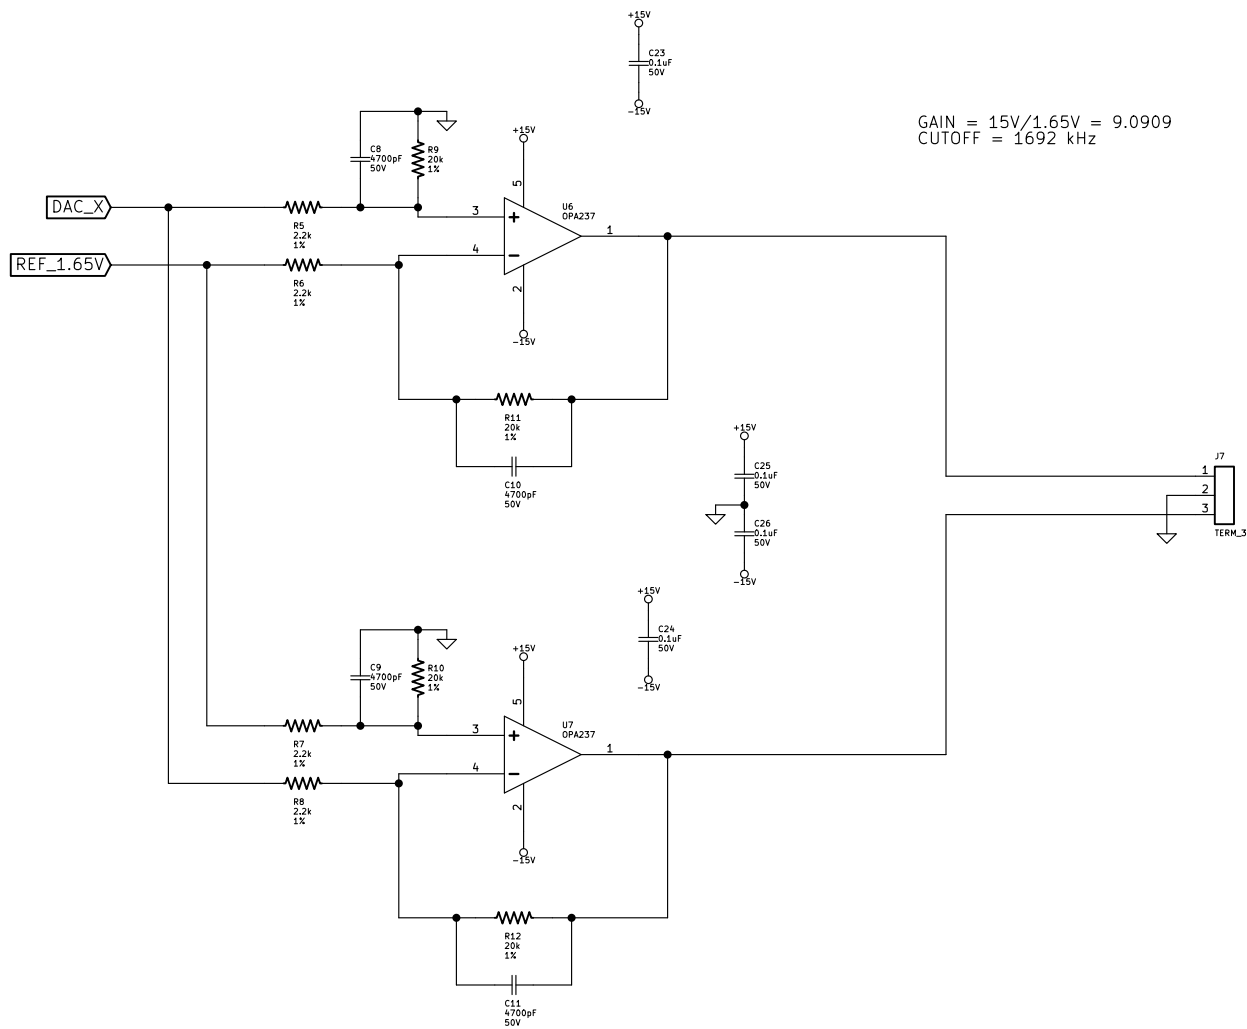 +15V
C23
0.1uF
50V
-15V
GAIN = 15V/1.65V = 9.0909
CUTOFF = 1692 kHz
+15V
C8
4700pF
50V
R9
20k
1%
5
DAC_X
R5
2.2k
1%
3
U6
OPA237
+
1
4
-
REF_1.65V
R6
2.2k
1%
2
-15V
R11
20k
1%
C10
4700pF
50V
+15V
C25
0.1uF
50V
C26
0.1uF
50V
-15V
J7
1
2
3
TERM_3
+15V
C24
0.1uF
50V
-15V
+15V
C9
4700pF
50V
R10
20k
1%
5
R7
2.2k
1%
3
U7
OPA237
+
1
4
-
R8
2.2k
1%
2
-15V
R12
20k
1%
C11
4700pF
50V